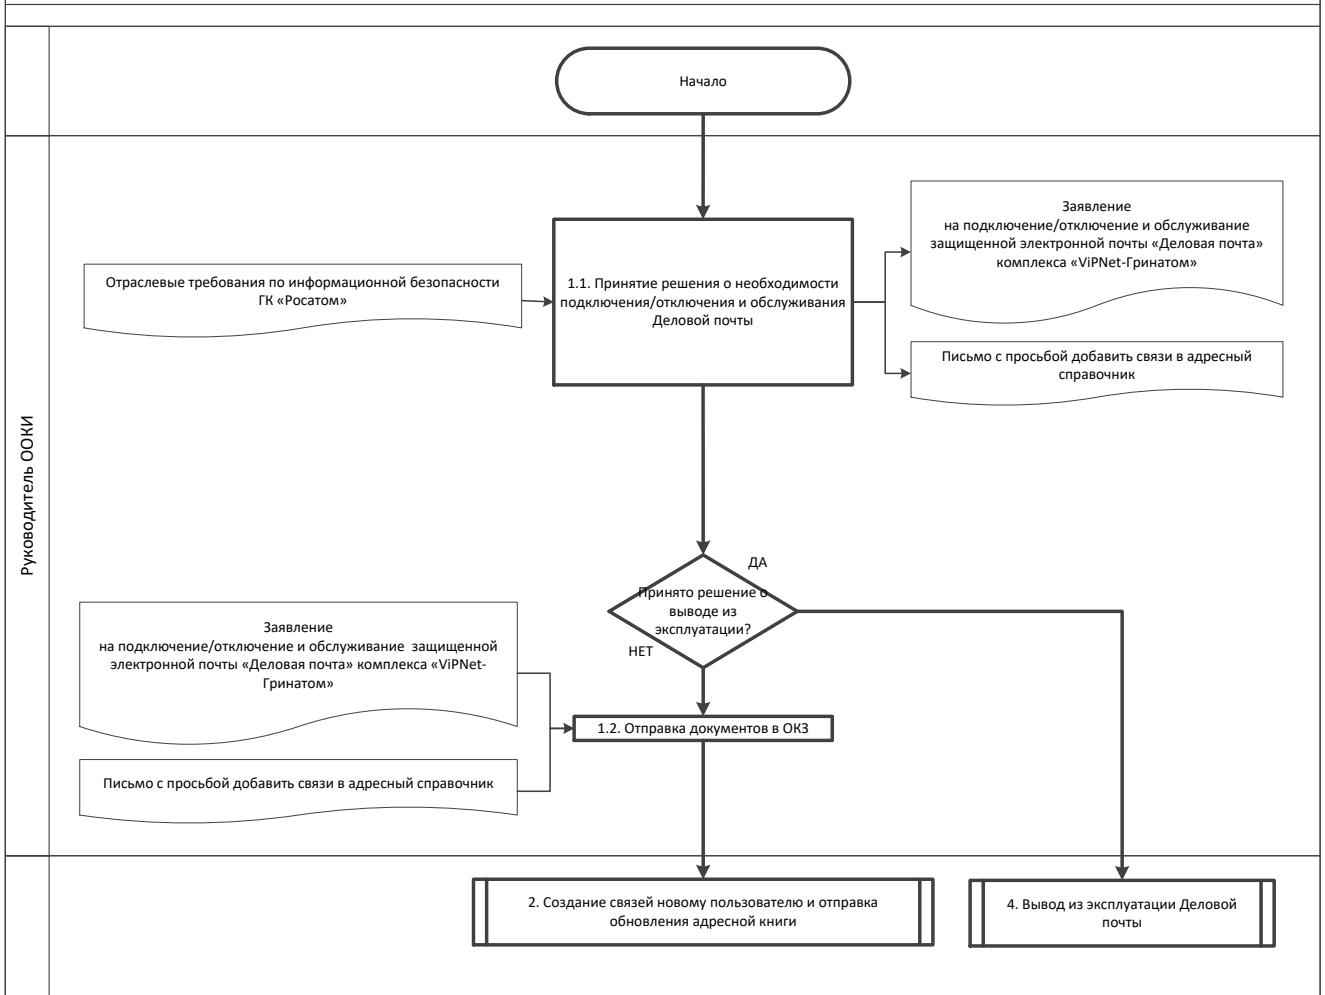 Начало
Руководитель ООКИ
Отраслевые требования по информационной безопасности
ГК «Росатом»
1.1. Принятие решения о необходимости
подключения/отключения и обслуживания
Деловой почты
Заявление
на подключение/отключение и обслуживание
защищенной электронной почты «Деловая почта»
комплекса «ViPNet-Гринатом»
Письмо с просьбой добавить связи в адресный
справочник
ДА
Принято решение о
выводе из
эксплуатации?
НЕТ
Заявление
на подключение/отключение и обслуживание защищенной
электронной почты «Деловая почта» комплекса «ViPNet-
Гринатом»
1.2. Отправка документов в ОКЗ
Письмо с просьбой добавить связи в адресный справочник
2. Создание связей новому пользователю и отправка
обновления адресной книги
4. Вывод из эксплуатации Деловой
почты